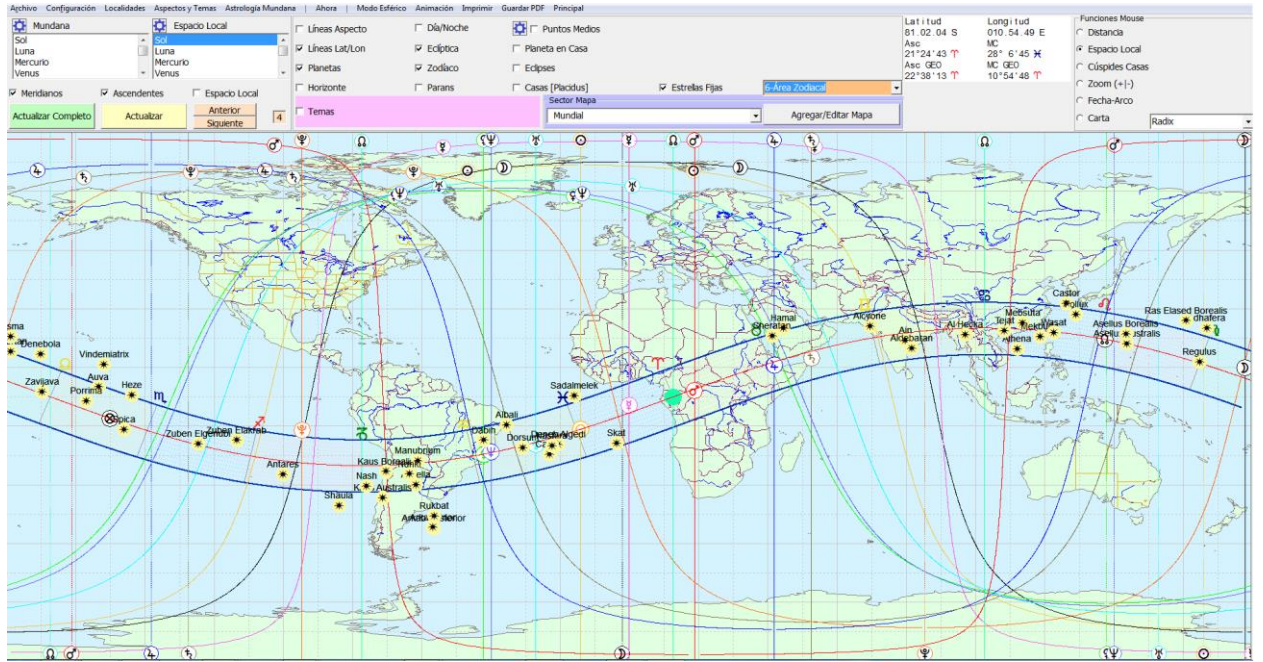 Archivo Configuración Localidades Aspectos y Temas Astrología Mundana | Ahora | Modo Esférico Animación Imprimir Guardar PDF Principal
Mundana
Sol
Luna
Mercurio
Venus
Espacio Local
Sol
Luna
Mercurio
Venus
Meridianos
Ascendentes
Espacio Local
Actualizar Completo
Actualizar
Anterior
Siguiente
4
Líneas Aspecto
Día/Noche
Puntos Medios
Líneas Lat/Lon
Eclíptica
Planeta en Casa
Planetas
Zodíaco
Eclipses
Horizonte
Parans
Casas [Placidus]
Estrellas Fijas
6-Área Zodiacal
Temas
Sector Mapa
Mundial
Agregar/Editar Mapa
Latitud Longitud
81.02.04 S 010.54.49 E
Asc MC
21°24'43 ♈ 28° 6'45 ♓
Asc GEO MC GEO
22°38'13 ♈ 10°54'48 ♈
Funciones Mouse
Distancia
Espacio Local
Cúspides Casas
Zoom (+|-)
Fecha-Arco
Carta
Radix
Castor
Pollux
Ras Elased Borealis
dhafera
Mebsuta
Hamal
Sheratan
Alcyone
Tejat
Wasat
Asellus Borealis
Al Hecka
Ain
Aldebaran
Regulus
Denebola
Vindemiatrix
Zavijava
Auva
Porrima
Heze
Spica
Sadalmelek
Albali
Zuben Elgenubi
Zuben Elakrab
Dabih
Skat
Manubrium
Antares
Kaus Borealis
Nash
Shaula
Rukbat